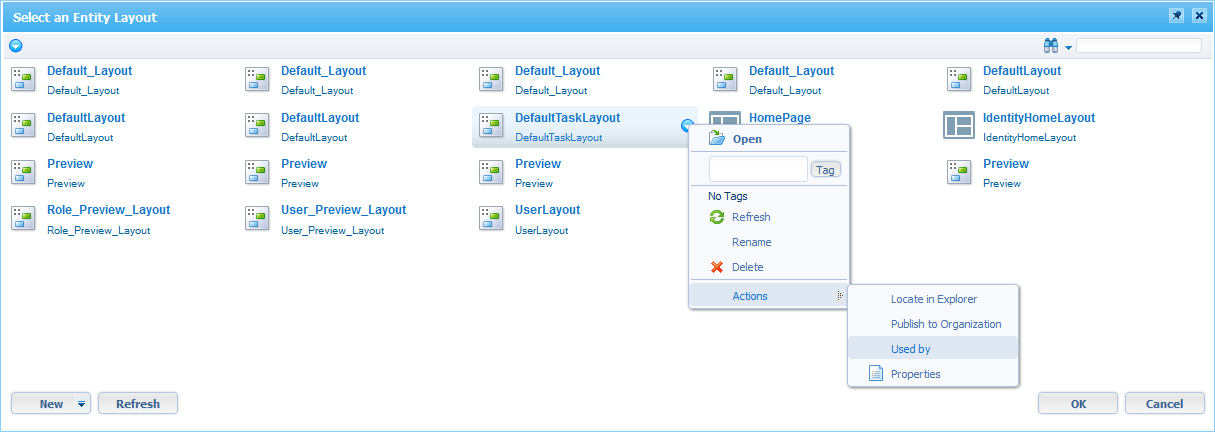 Select an Entity Layout
Default_Layout Default_Layout Default_Layout Default_Layout DefaultLayout
Default_Layout Default_Layout Default_Layout Default_Layout DefaultLayout
DefaultLayout DefaultLayout DefaultTaskLayout HomePage IdentityHomeLayout
DefaultLayout DefaultLayout DefaultTaskLayout IdentityHomeLayout
Open
Preview Preview Preview Preview
Tag
Preview Preview Preview Preview
No Tags
Role_Preview_Layout User_Preview_Layout UserLayout
Refresh
Role_Preview_Layout User_Preview_Layout UserLayout
Rename
Delete
Actions
Locate in Explorer
Publish to Organization
Used by
Properties
New Refresh OK Cancel